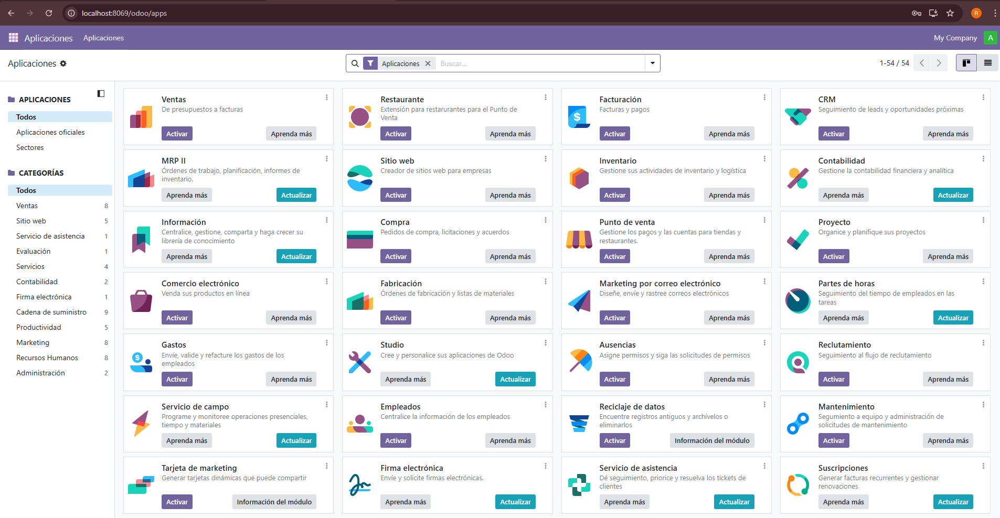 localhost:8069/odoo/apps
R
Aplicaciones
Aplicaciones
My Company
A
Aplicaciones
Aplicaciones
Buscar...
1-54 / 54
APLICACIONES
Todos
Aplicaciones oficiales
Sectores
CATEGORÍAS
Todos
Ventas 8
Sitio web 5
Servicio de asistencia 1
Evaluación 1
Servicios 4
Contabilidad 2
Firma electrónica 1
Cadena de suministro 9
Productividad 5
Marketing 8
Recursos Humanos 8
Administración 2
Ventas
De presupuestos a facturas
Activar
Aprenda más
Restaurante
Extensión para restarurantes para el Punto de
Venta
Activar
Aprenda más
Facturación
Facturas y pagos
Activar
Aprenda más
CRM
Seguimiento de leads y oportunidades próximas
Activar
Aprenda más
MRP II
Órdenes de trabajo, planificación, informes de
inventario.
Aprenda más
Actualizar
Sitio web
Creador de sitios web para empresas
Activar
Aprenda más
Inventario
Gestione sus actividades de inventario y logística
Activar
Aprenda más
Contabilidad
Gestione la contabilidad financiera y analítica
Aprenda más
Actualizar
Información
Centralice, gestione, comparta y haga crecer su
librería de conocimiento
Aprenda más
Actualizar
Compra
Pedidos de compra, licitaciones y acuerdos
Activar
Aprenda más
Punto de venta
Gestione los pagos y las cuentas para tiendas y
restaurantes.
Activar
Aprenda más
Proyecto
Organice y planifique sus proyectos
Activar
Aprenda más
Comercio electrónico
Venda sus productos en línea
Activar
Aprenda más
Fabricación
Órdenes de fabricación y listas de materiales
Activar
Aprenda más
Marketing por correo electrónico
Diseñe, envíe y rastree correos electrónicos
Activar
Aprenda más
Partes de horas
Seguimiento del tiempo de empleados en las
tareas
Aprenda más
Actualizar
Gastos
Envíe, valide y refacture los gastos de los
empleados
Activar
Aprenda más
Studio
Cree y personalice sus aplicaciones de Odoo
Aprenda más
Actualizar
Ausencias
Asigne permisos y siga las solicitudes de permisos
Activar
Aprenda más
Reclutamiento
Seguimiento al flujo de reclutamiento
Activar
Aprenda más
Servicio de campo
Programe y monitoree operaciones presenciales,
tiempo y materiales
Aprenda más
Actualizar
Empleados
Centralice la información de los empleados
Activar
Aprenda más
Reciclaje de datos
Encuentre registros antiguos y archívelos o
eliminarlos
Activar
Información del módulo
Mantenimiento
Segumiento a equipo y administración de
solicitudes de mantenimiento
Activar
Aprenda más
Tarjeta de marketing
Generar tarjetas dinámicas que puede compartir
Activar
Información del módulo
Firma electrónica
Envíe y solicite firmas electrónicas.
Aprenda más
Actualizar
Servicio de asistencia
Dé seguimiento, priorice y resuelva los tickets de
clientes
Aprenda más
Actualizar
Suscripciones
Generar facturas recurrentes y gestionar
renovaciones
Aprenda más
Actualizar